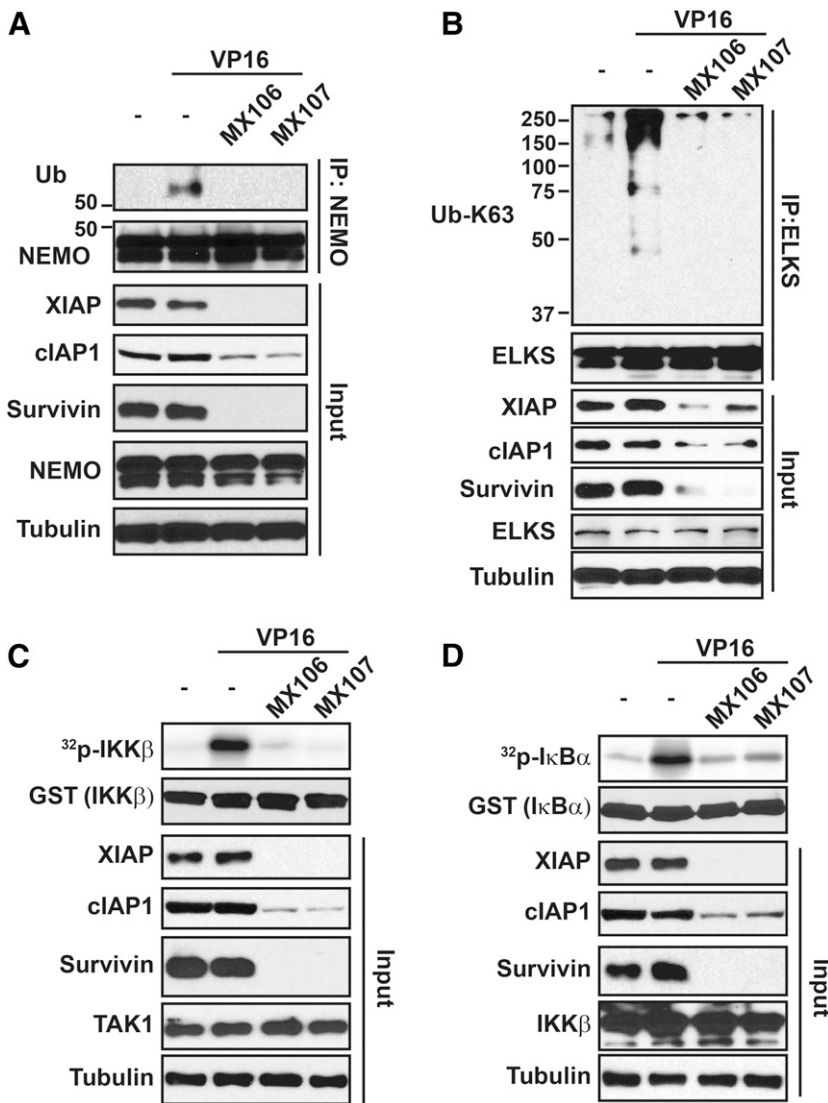 A
VP16
- - MX106 MX107
Ub
50
50
NEMO
IP: NEMO
XIAP
cIAP1
Survivin
NEMO
Tubulin
Input
B
VP16
- - MX106 MX107
250
150
100
75
50
37
Ub-K63
ELKS
IP:ELKS
XIAP
cIAP1
Survivin
ELKS
Tubulin
Input
C
VP16
- - MX106 MX107
³²p-IKKβ
GST (IKKβ)
XIAP
cIAP1
Survivin
TAK1
Tubulin
Input
D
VP16
- - MX106 MX107
³²p-IκBα
GST (IκBα)
XIAP
cIAP1
Survivin
IKKβ
Tubulin
Input